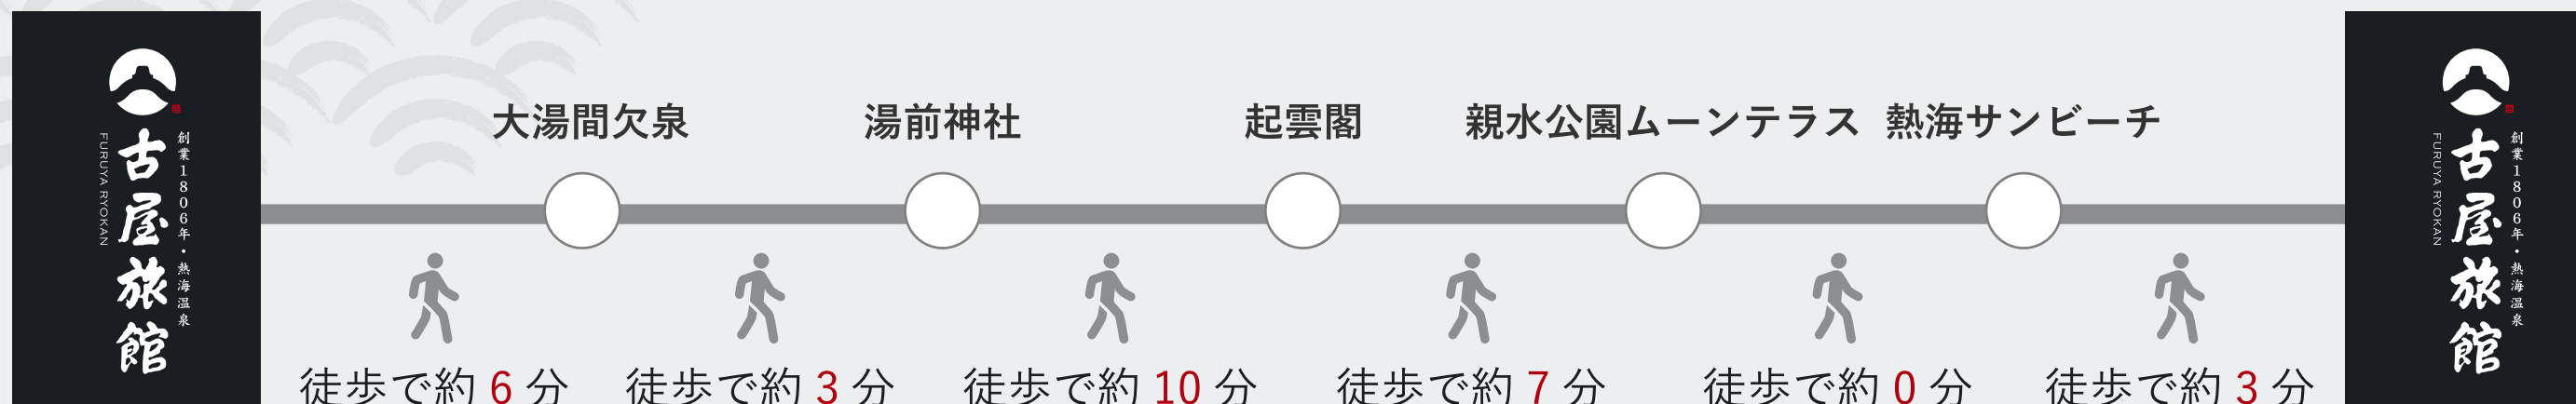 古屋旅館
創業1806年・熱海温泉
FURUYA RYOKAN
大湯間欠泉
湯前神社
起雲閣
親水公園ムーンテラス
熱海サンビーチ
徒歩で約 6 分
徒歩で約 3 分
徒歩で約 10 分
徒歩で約 7 分
徒歩で約 0 分
徒歩で約 3 分
古屋旅館
創業1806年・熱海温泉
FURUYA RYOKAN